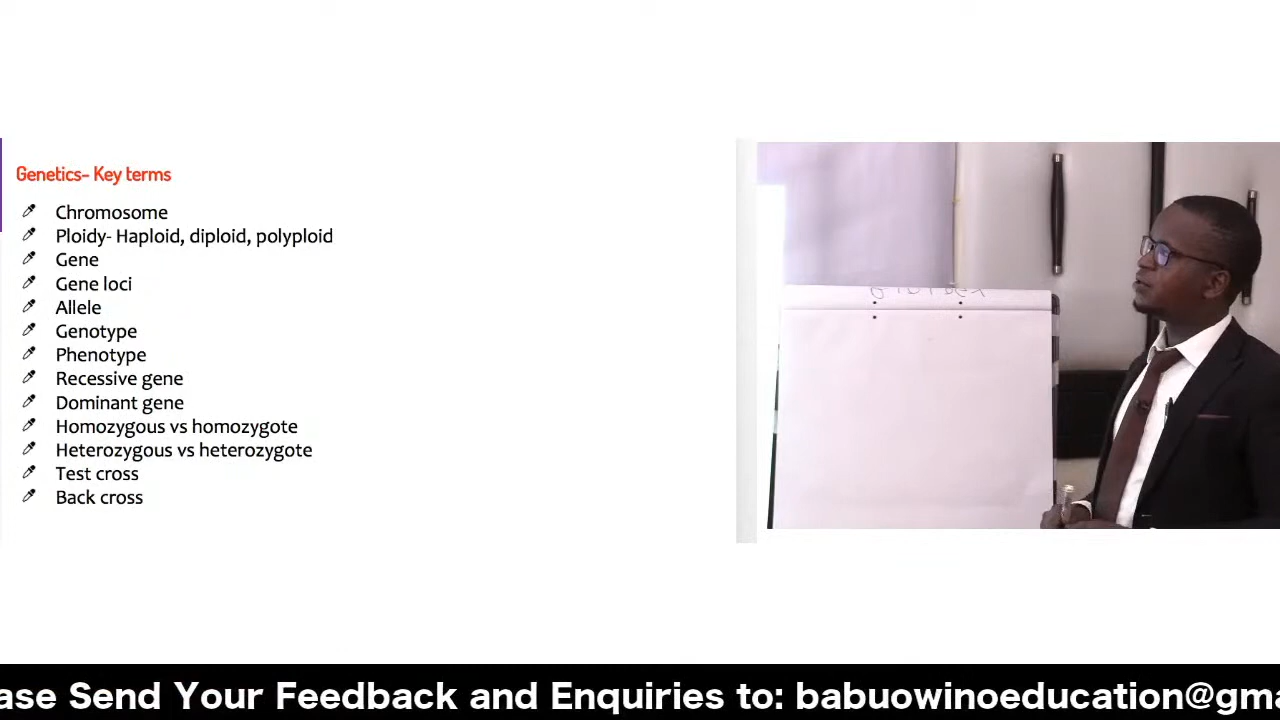 Genetics- Key terms
Chromosome
Ploidy- Haploid, diploid, polyploid
Gene
Gene loci
Allele
Genotype
Phenotype
Recessive gene
Dominant gene
Homozygous vs homozygote
Heterozygous vs heterozygote
Test cross
Back cross
ase Send Your Feedback and Enquiries to: babuowinoeducation@gma